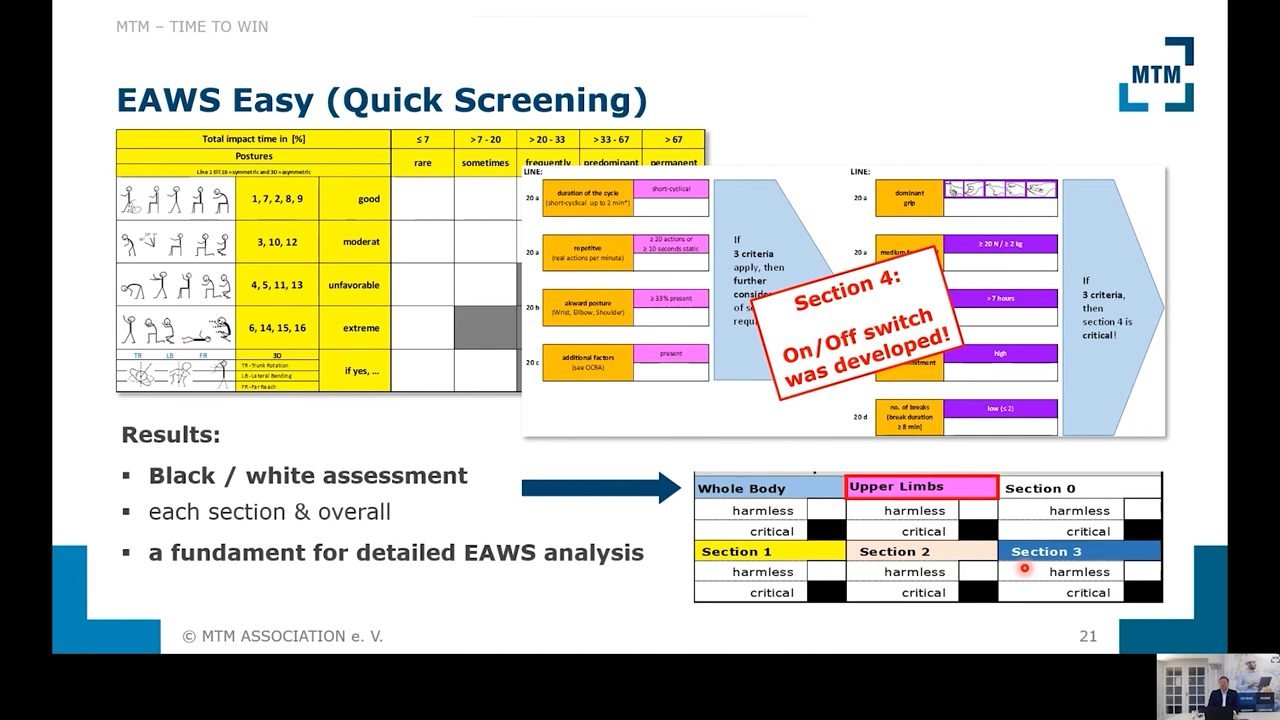 MTM – TIME TO WIN
MTM
EAWS Easy (Quick Screening)
Total impact time in [%]
≤ 7
> 7 - 20
> 20 - 33
> 33 - 67
> 67
Postures
Line 1 till 16 = symmetric and 3D = asymmetric
rare
sometimes
frequently
predominant
permanent
1, 7, 2, 8, 9
good
3, 10, 12
moderat
4, 5, 11, 13
unfavorable
6, 14, 15, 16
extreme
TR LB FR
3D
TR - Trunk Rotation
LB - Lateral Bending
FR - Far Reach
if yes, ...
LINE:
20 a
duration of the cycle
(short-cyclical up to 2 min*)
short-cyclical
20 a
repetitve
(real actions per minute)
≥ 20 actions or
≥ 10 seconds static
20 b
akward posture
(Wrist, Ellbow, Shoulder)
≥ 33% present
20 c
additional factors
(see OCRA)
present
If
3 criteria
apply, then
further
LINE:
20 a
dominant
grip
20 a
≥ 20 N / ≥ 2 kg
> 7 hours
high
20 d
no. of breaks
(break duration
≥ 8 min)
low (≤ 2)
If
3 criteria,
then
section 4 is
critical!
Section 4:
On/Off switch
was developed!
Results:
▪ Black / white assessment
▪ each section & overall
▪ a fundament for detailed EAWS analysis
Whole Body
Upper Limbs
Section 0
harmless
harmless
harmless
critical
critical
critical
Section 1
Section 2
Section 3
harmless
harmless
harmless
critical
critical
critical
© MTM ASSOCIATION e. V.
21